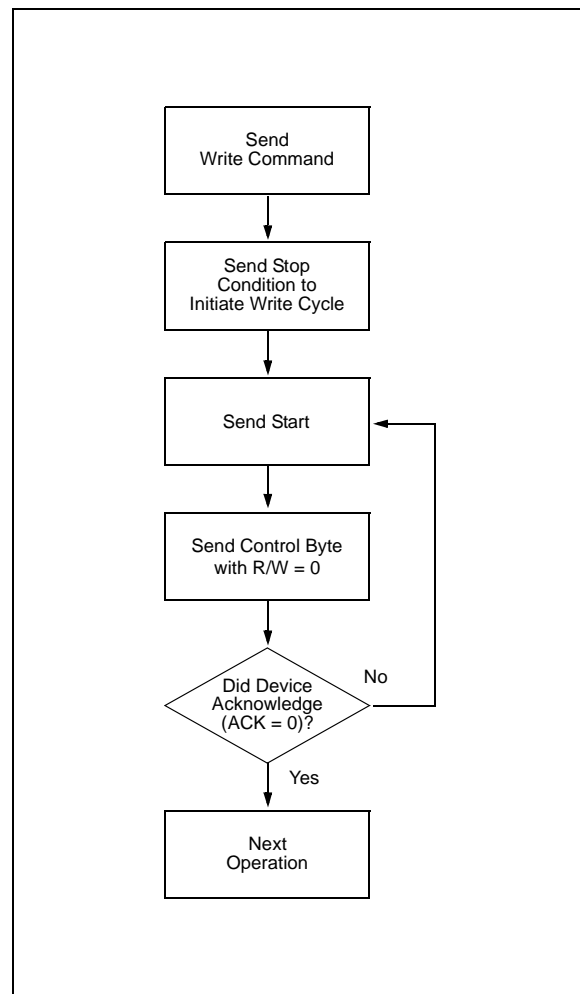 Send
Write Command
Send Stop
Condition to
Initiate Write Cycle
Send Start
Send Control Byte
with R/W = 0
Did Device
Acknowledge
(ACK = 0)?
No
Yes
Next
Operation